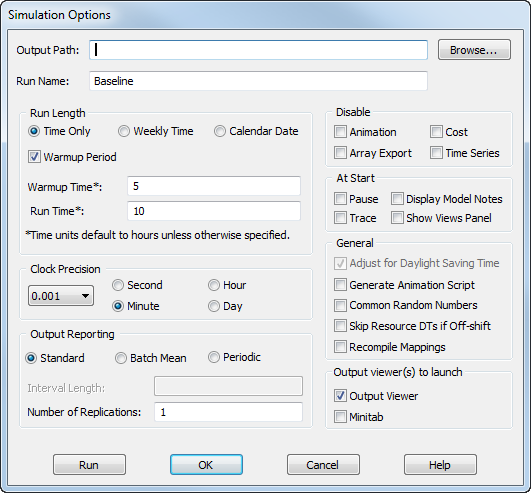 Simulation Options
Output Path:
Browse...
Run Name: Baseline
Run Length
Time Only Weekly Time Calendar Date
Warmup Period
Warmup Time*: 5
Run Time*: 10
*Time units default to hours unless otherwise specified.
Clock Precision
0.001
Second Hour
Minute Day
Output Reporting
Standard Batch Mean Periodic
Interval Length:
Number of Replications: 1
Disable
Animation Cost
Array Export Time Series
At Start
Pause Display Model Notes
Trace Show Views Panel
General
Adjust for Daylight Saving Time
Generate Animation Script
Common Random Numbers
Skip Resource DTs if Off-shift
Recompile Mappings
Output viewer(s) to launch
Output Viewer
Minitab
Run OK Cancel Help